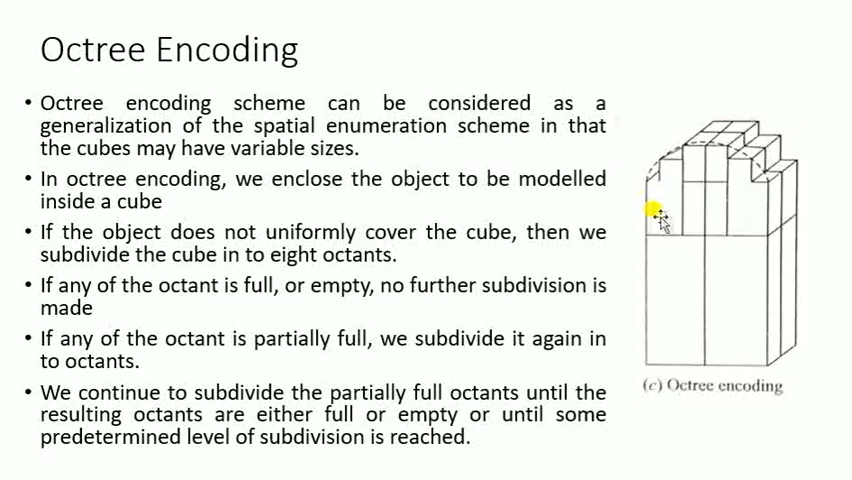 Octree Encoding
• Octree encoding scheme can be considered as a
generalization of the spatial enumeration scheme in that
the cubes may have variable sizes.
• In octree encoding, we enclose the object to be modelled
inside a cube
• If the object does not uniformly cover the cube, then we
subdivide the cube in to eight octants.
• If any of the octant is full, or empty, no further subdivision is
made
• If any of the octant is partially full, we subdivide it again in
to octants.
• We continue to subdivide the partially full octants until the
resulting octants are either full or empty or until some
predetermined level of subdivision is reached.
(c) Octree encoding